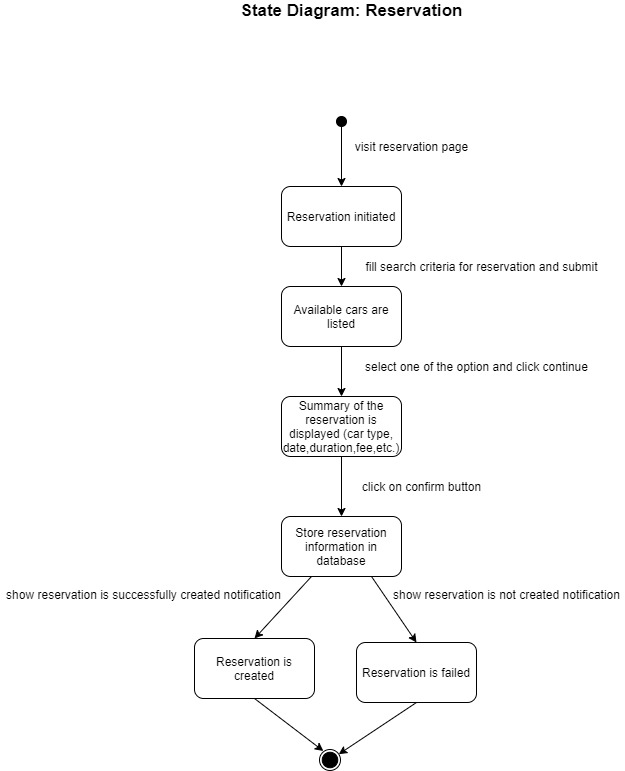 State Diagram: Reservation
visit reservation page
Reservation initiated
fill search criteria for reservation and submit
Available cars are
listed
select one of the option and click continue
Summary of the
reservation is
displayed (car type,
date,duration,fee,etc.)
click on confirm button
Store reservation
information in
database
show reservation is successfully created notification
show reservation is not created notification
Reservation is
created
Reservation is failed